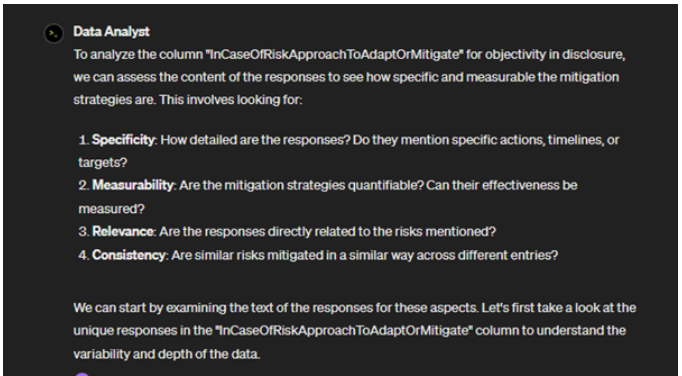 Data Analyst
To analyze the column "InCaseOfRiskApproachToAdaptOrMitigate" for objectivity in disclosure,
we can assess the content of the responses to see how specific and measurable the mitigation
strategies are. This involves looking for:
1. Specificity: How detailed are the responses? Do they mention specific actions, timelines, or
targets?
2. Measurability: Are the mitigation strategies quantifiable? Can their effectiveness be
measured?
3. Relevance: Are the responses directly related to the risks mentioned?
4. Consistency: Are similar risks mitigated in a similar way across different entries?
We can start by examining the text of the responses for these aspects. Let's first take a look at the
unique responses in the "InCaseOfRiskApproachToAdaptOrMitigate" column to understand the
variability and depth of the data.